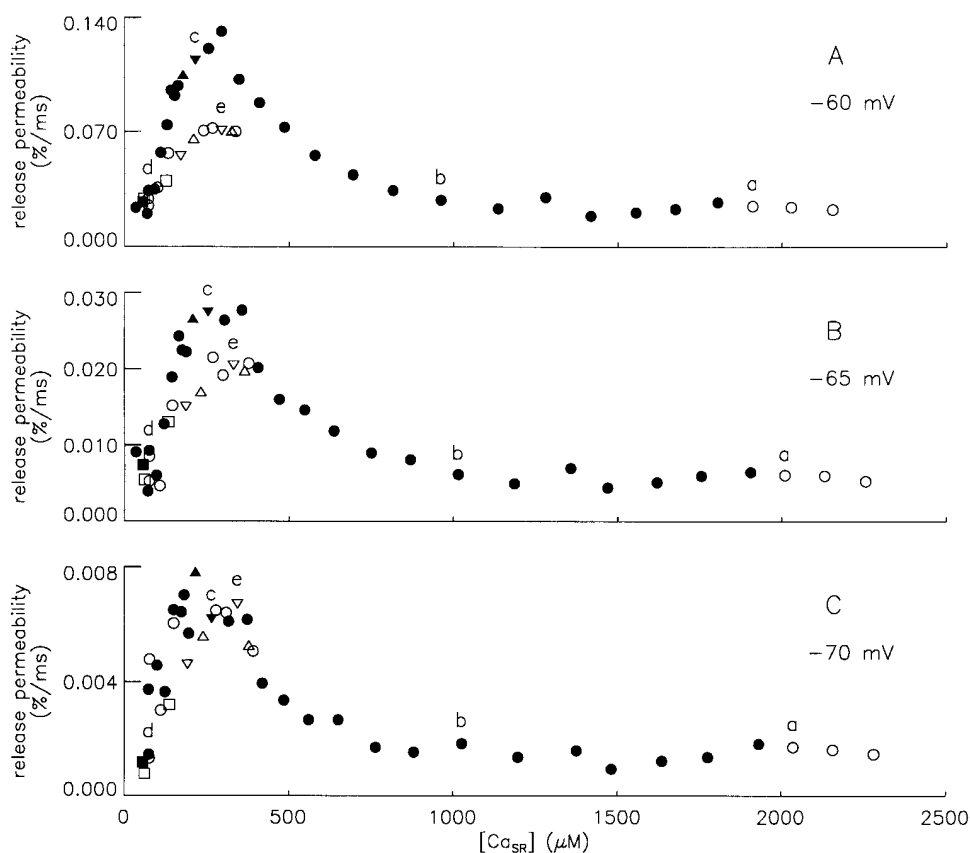 0.140
c
A
e
-60 mV
0.070
d
b
a
0.000
release permeability
(%/ms)
0.030
c
B
e
0.020
-65 mV
d
0.010
b
a
0.000
release permeability
(%/ms)
0.008
c
e
C
-70 mV
0.004
d
b
a
0.000
release permeability
(%/ms)
0 500 1000 1500 2000 2500
[CaSR] (μM)